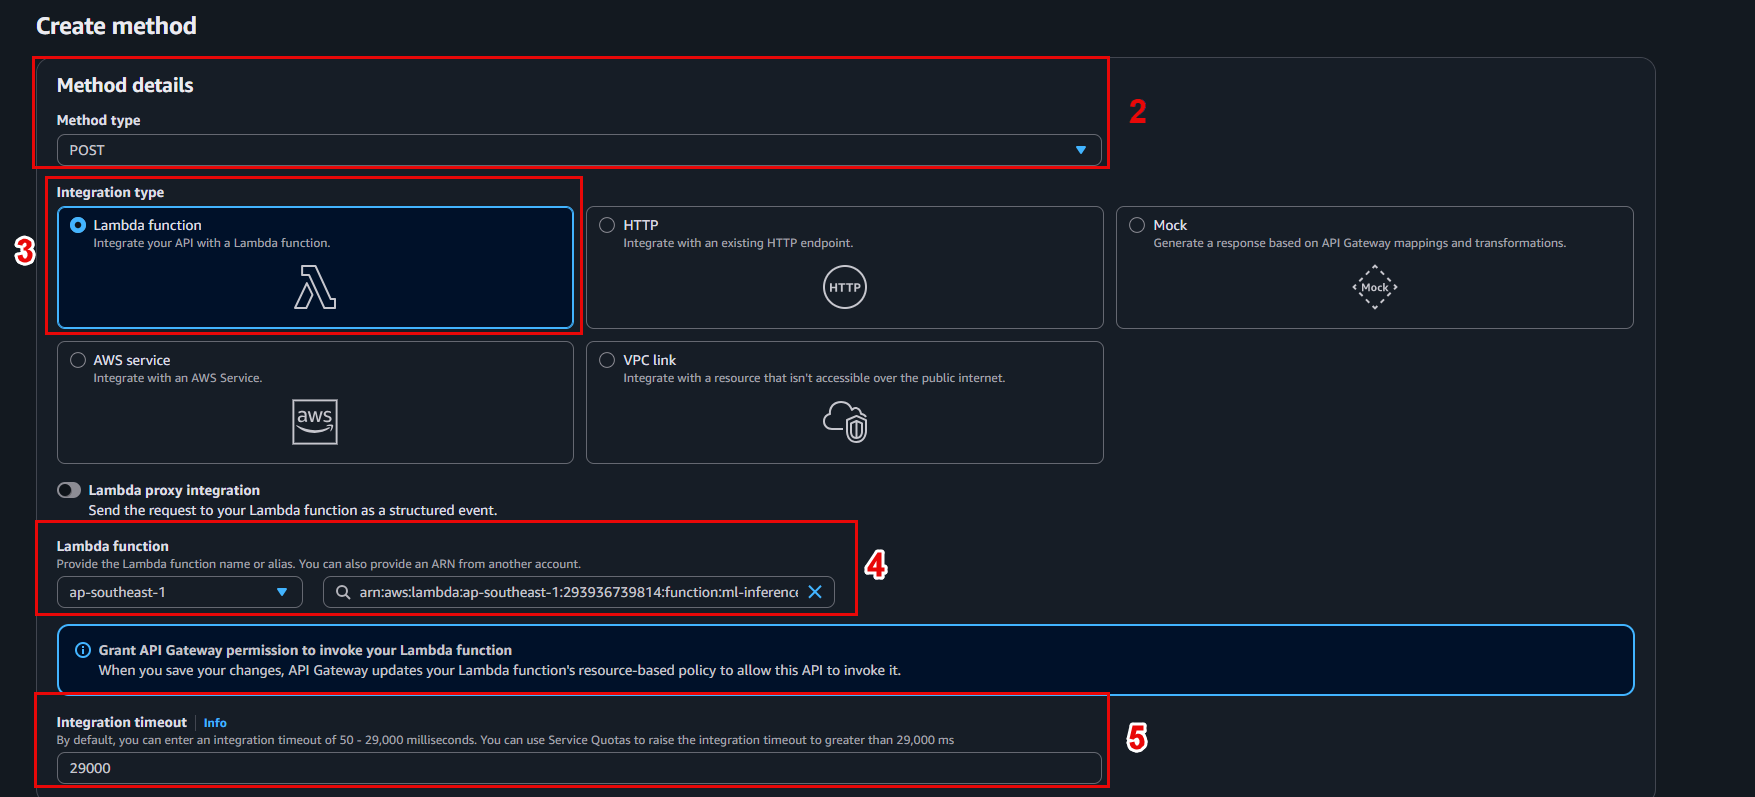 Create method
Method details
Method type
POST
2
Integration type
3
Lambda function
Integrate your API with a Lambda function.
HTTP
Integrate with an existing HTTP endpoint.
HTTP
Mock
Generate a response based on API Gateway mappings and transformations.
Mock
AWS service
Integrate with an AWS Service.
aws
VPC link
Integrate with a resource that isn't accessible over the public internet.
Lambda proxy integration
Send the request to your Lambda function as a structured event.
Lambda function
Provide the Lambda function name or alias. You can also provide an ARN from another account.
4
ap-southeast-1
arn:aws:lambda:ap-southeast-1:293936739814:function:ml-inference
Grant API Gateway permission to invoke your Lambda function
When you save your changes, API Gateway updates your Lambda function's resource-based policy to allow this API to invoke it.
Integration timeout Info
By default, you can enter an integration timeout of 50 - 29,000 milliseconds. You can use Service Quotas to raise the integration timeout to greater than 29,000 ms
5
29000